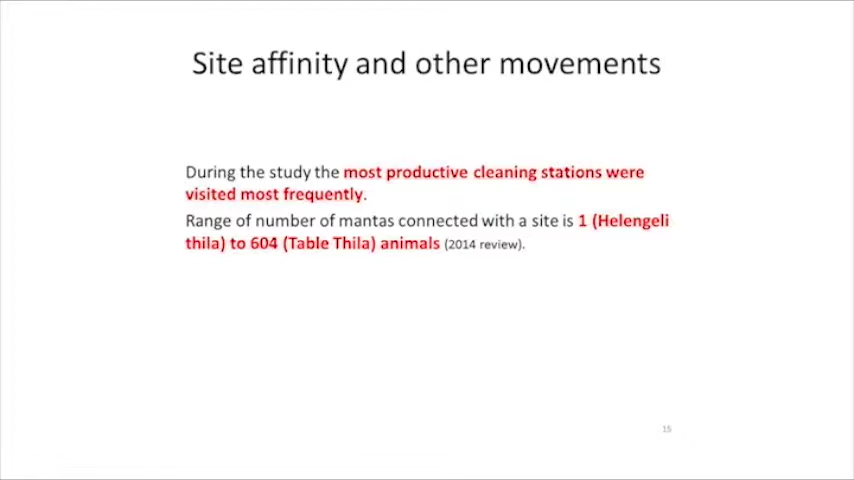 Site affinity and other movements
During the study the most productive cleaning stations were
visited most frequently.
Range of number of mantas connected with a site is 1 (Helengeli
thila) to 604 (Table Thila) animals (2014 review).
15